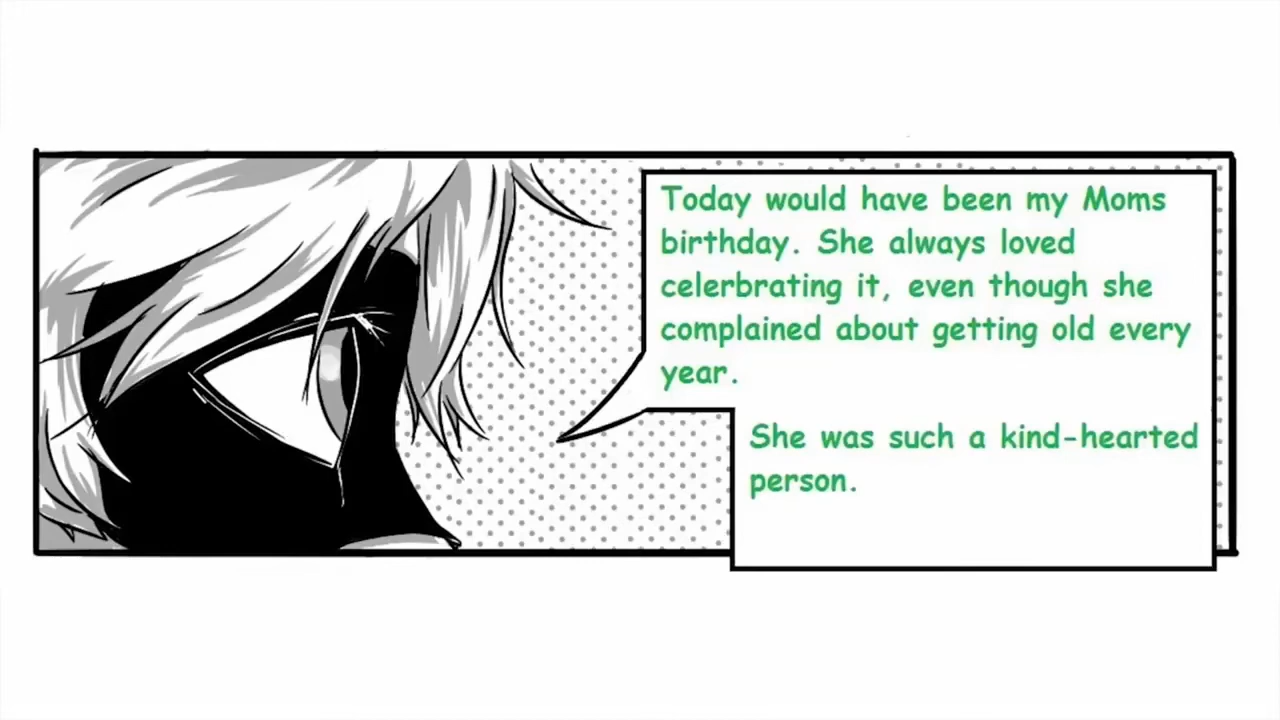 Today would have been my Moms
birthday. She always loved
celerbrating it, even though she
complained about getting old every
year.
She was such a kind-hearted
person.